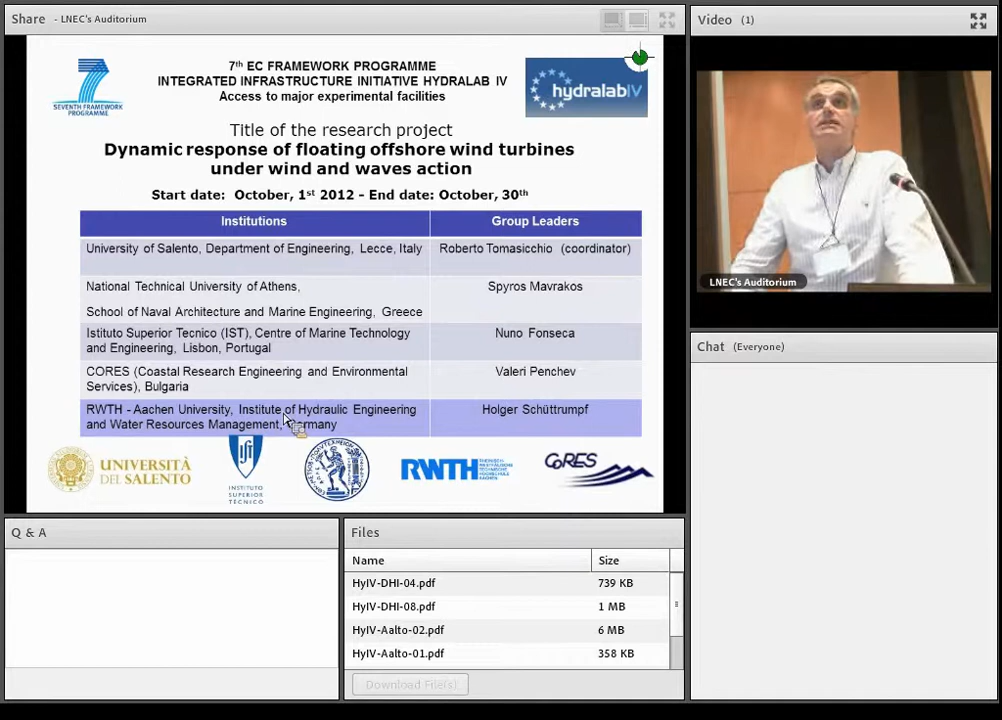 Share - LNEC's Auditorium
7th EC FRAMEWORK PROGRAMME
INTEGRATED INFRASTRUCTURE INITIATIVE HYDRALAB IV
Access to major experimental facilities
SEVENTH FRAMEWORK
PROGRAMME
hydralabIV
Title of the research project
Dynamic response of floating offshore wind turbines
under wind and waves action
Start date: October, 1st 2012 - End date: October, 30th
Institutions
Group Leaders
University of Salento, Department of Engineering, Lecce, Italy
Roberto Tomasicchio (coordinator)
National Technical University of Athens,
School of Naval Architecture and Marine Engineering, Greece
Spyros Mavrakos
Istituto Superior Tecnico (IST), Centre of Marine Technology
and Engineering, Lisbon, Portugal
Nuno Fonseca
CORES (Coastal Research Engineering and Environmental
Services), Bulgaria
Valeri Penchev
RWTH - Aachen University, Institute of Hydraulic Engineering
and Water Resources Management, Germany
Holger Schüttrumpf
UNIVERSITÀ
DEL SALENTO
INSTITUTO
SUPERIOR
TÉCNICO
RWTH
CORES
Video (1)
LNEC's Auditorium
Chat (Everyone)
Q & A
Files
Name
Size
HyIV-DHI-04.pdf
739 KB
HyIV-DHI-08.pdf
1 MB
HyIV-Aalto-02.pdf
6 MB
HyIV-Aalto-01.pdf
358 KB
Download File(s)